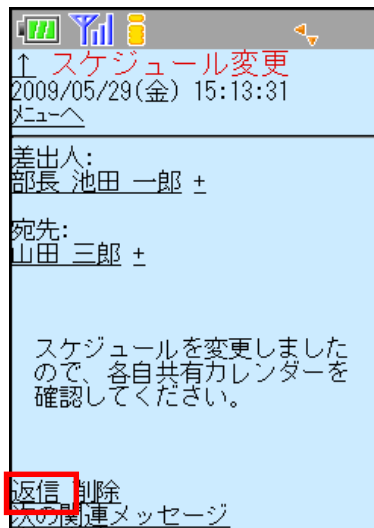 ↑ スケジュール変更
2009/05/29(金) 15:13:31
メニューへ
差出人:
部長 池田 一郎 +
宛先:
山田 三郎 +
スケジュールを変更しました
ので、各自共有カレンダーを
確認してください。
返信 削除
次の関連メッセージ